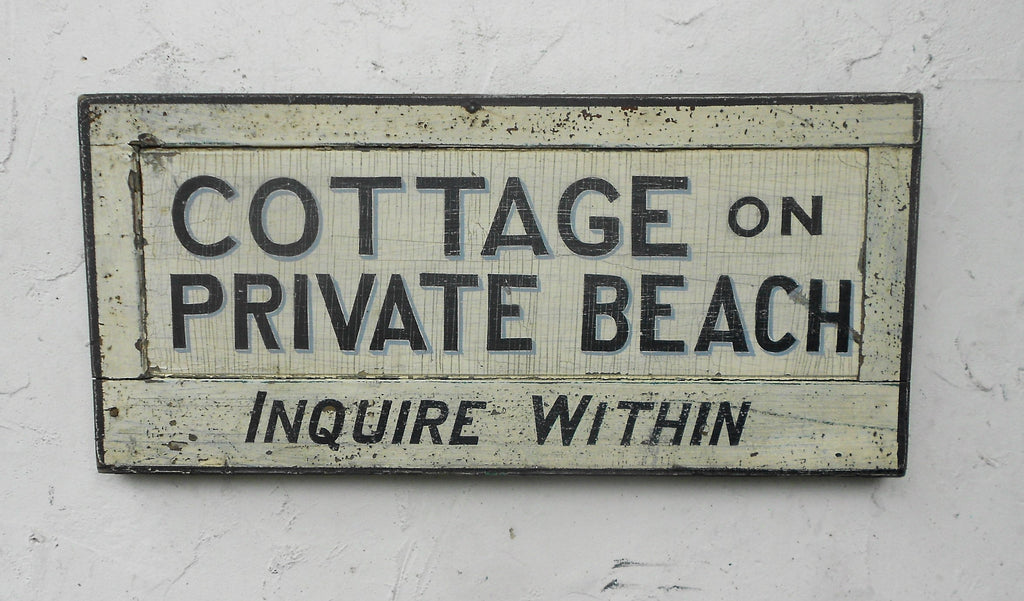 COTTAGE ON
PRIVATE BEACH
INQUIRE WITHIN